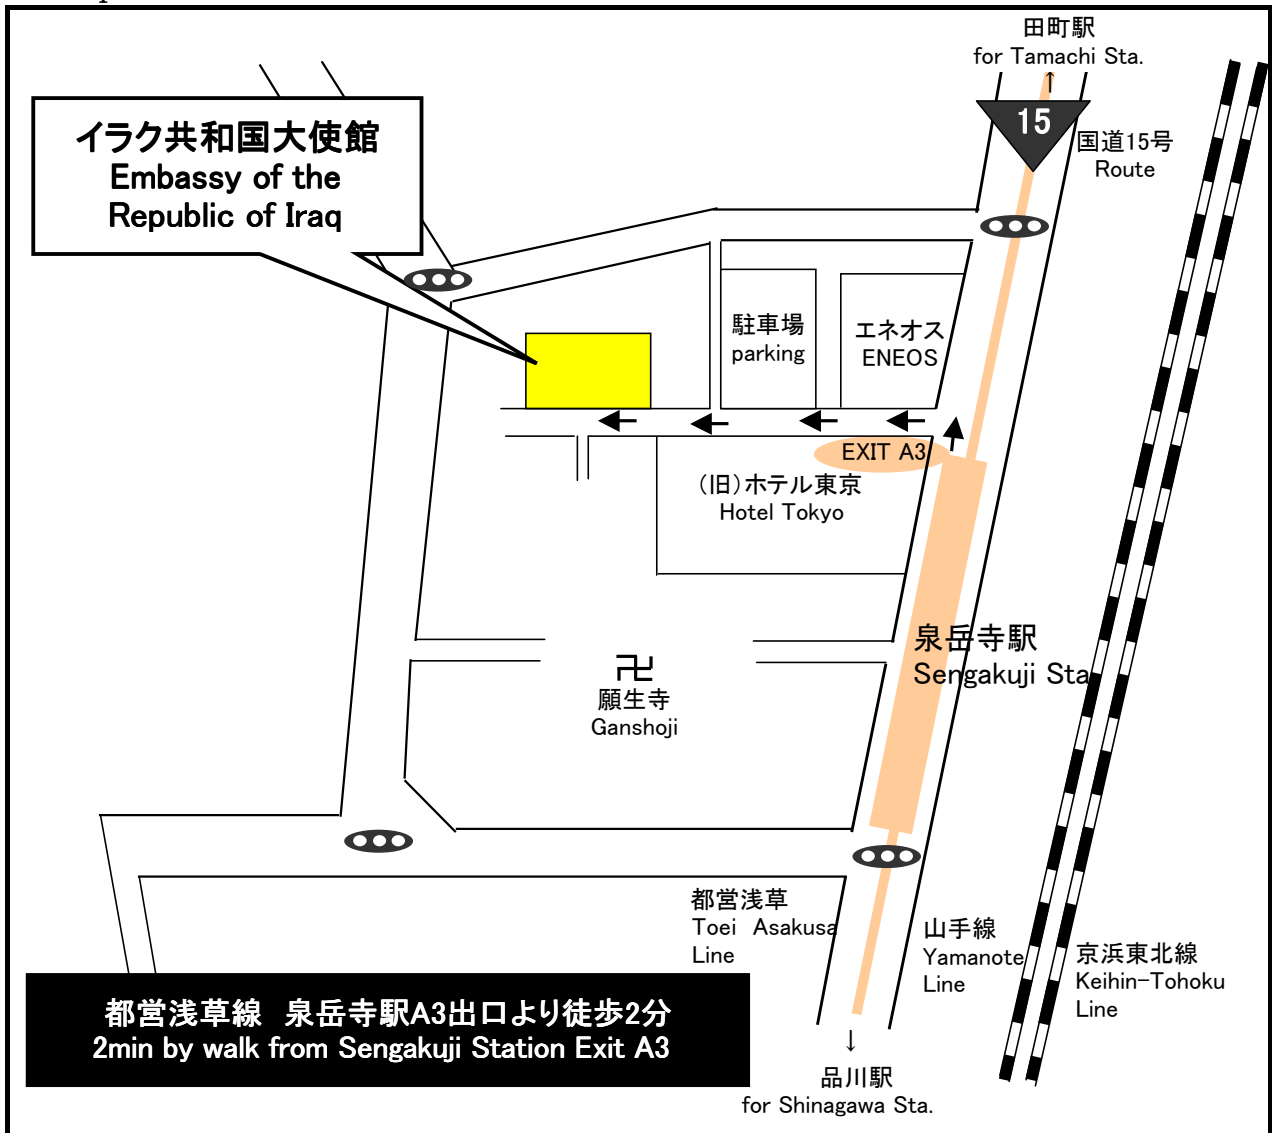 田町駅
for Tamachi Sta.
↑
15
国道15号
Route
イラク共和国大使館
Embassy of the
Republic of Iraq
駐車場
parking
エネオス
ENEOS
EXIT A3
（旧）ホテル東京
Hotel Tokyo
泉岳寺駅
Sengakuji Sta
卍
願生寺
Ganshoji
都営浅草
Toei Asakusa
Line
山手線
Yamanote
Line
京浜東北線
Keihin-Tohoku
Line
都営浅草線 泉岳寺駅A3出口より徒歩2分
2min by walk from Sengakuji Station Exit A3
↓
品川駅
for Shinagawa Sta.